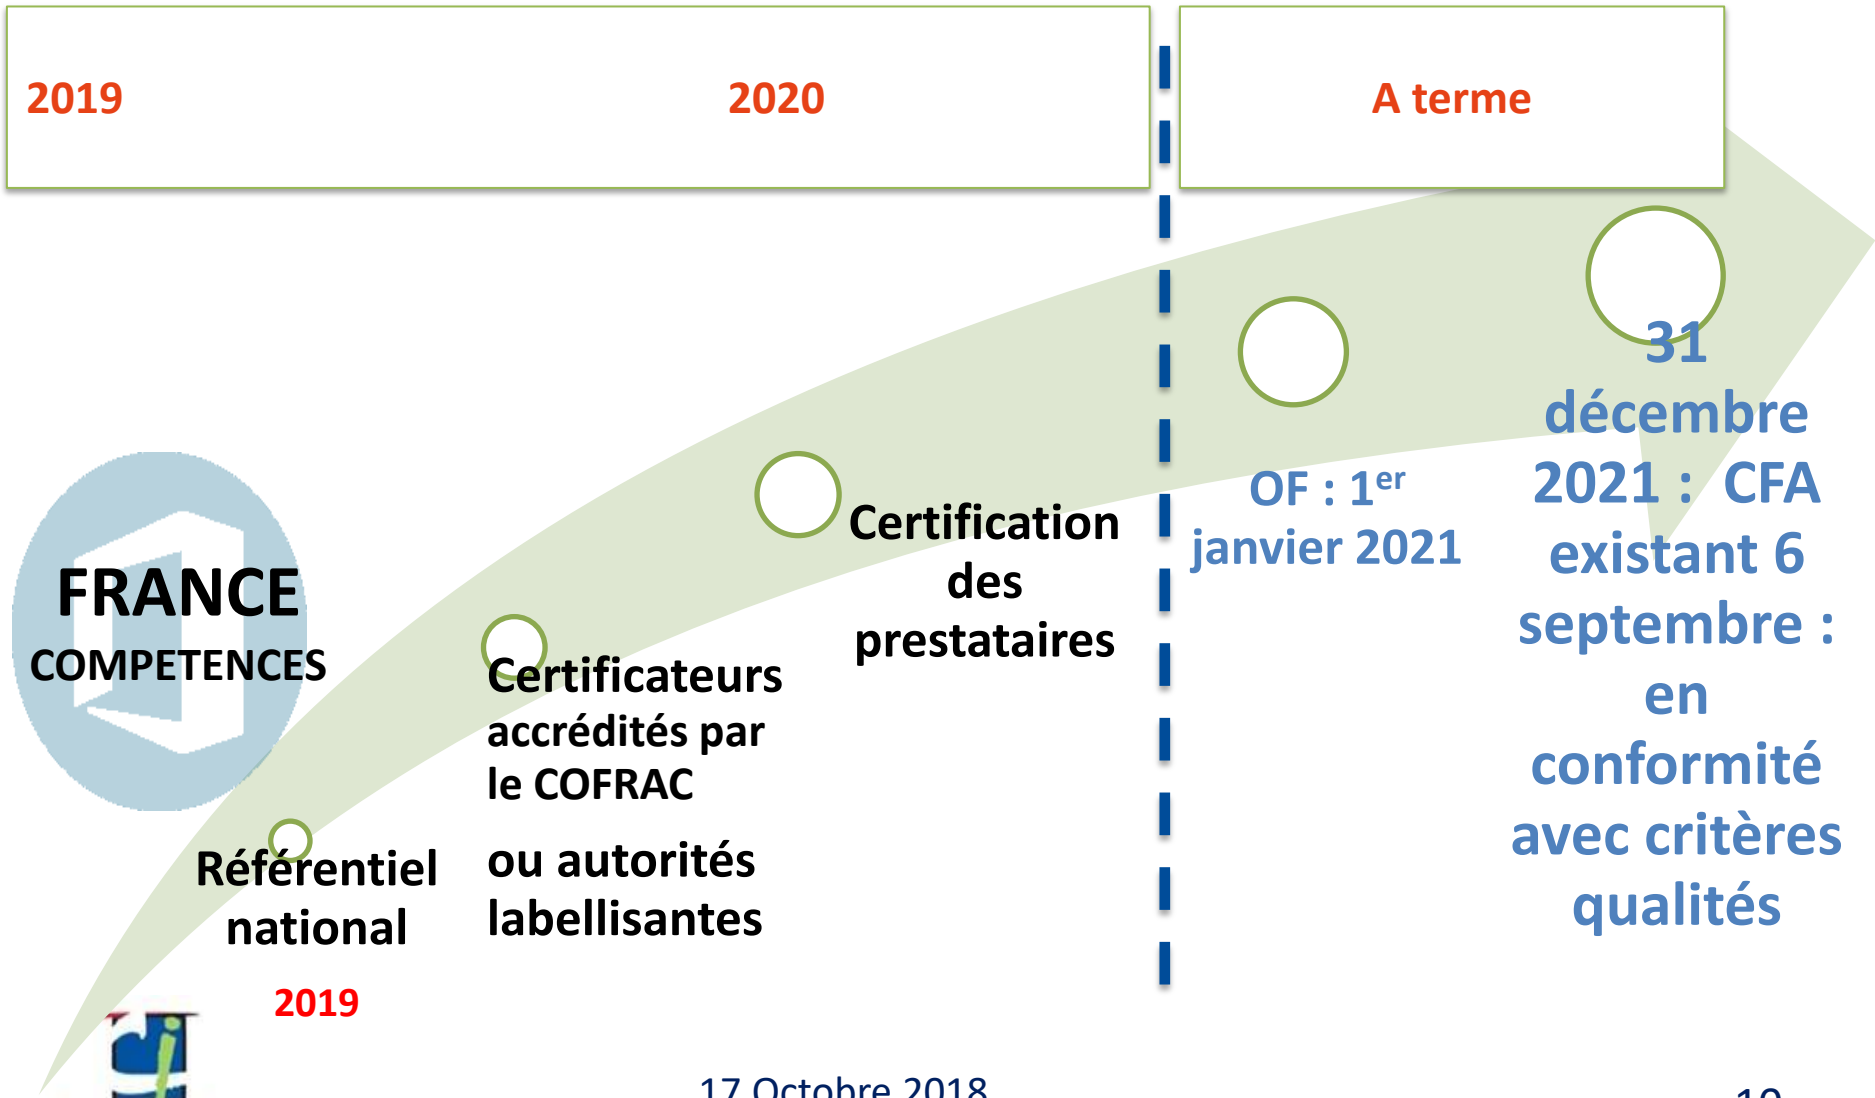 2019
2020
A terme
FRANCE
COMPETENCES
Référentiel
national
2019
Certificateurs
accrédités par
le COFRAC
ou autorités
labellisantes
Certification
des
prestataires
OF : 1er
janvier 2021
31
décembre
2021 : CFA
existant 6
septembre :
en
conformité
avec critères
qualités
17 Octobre 2018